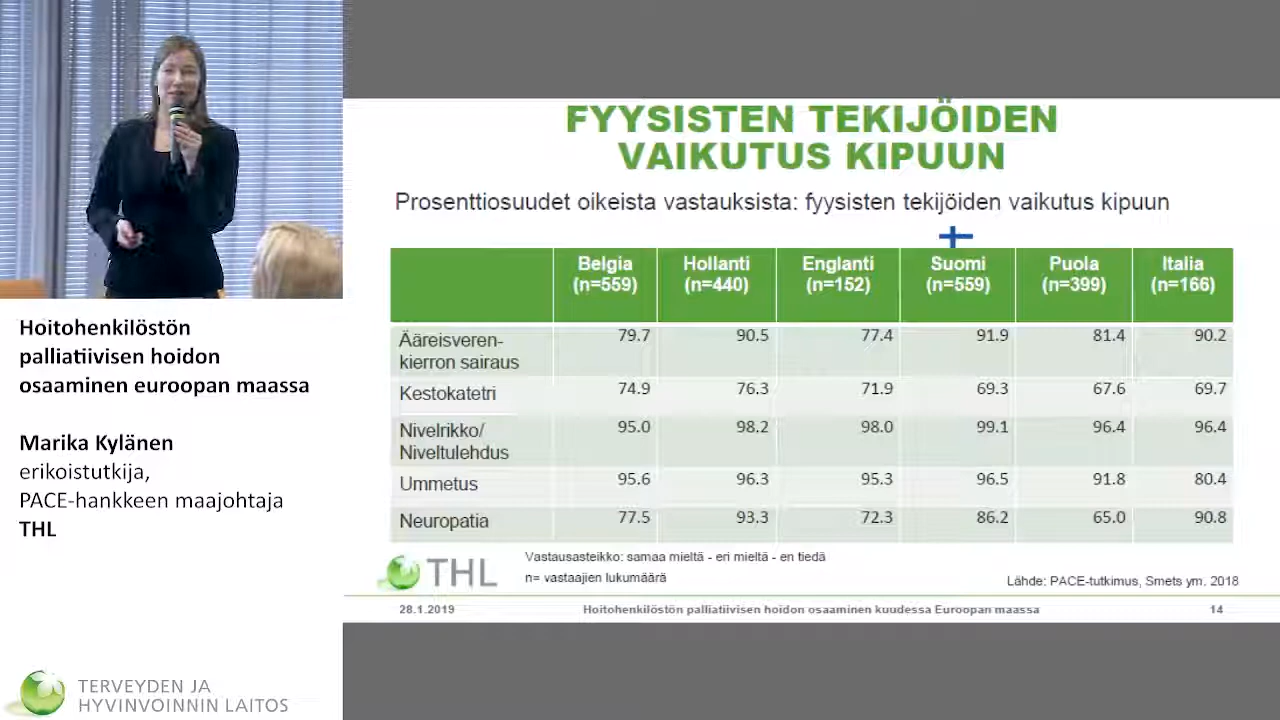 Hoitohenkilöstön
palliatiivisen hoidon
osaaminen euroopan maassa
Marika Kylänen
erikoistutkija,
PACE-hankkeen maajohtaja
THL
TERVEYDEN JA
HYVINVOINNIN LAITOS
FYYSISTEN TEKIJÖIDEN
VAIKUTUS KIPUUN
Prosenttiosuudet oikeista vastauksista: fyysisten tekijöiden vaikutus kipuun
Belgia Hollanti Englanti Suomi Puola Italia
(n=559) (n=440) (n=152) (n=559) (n=399) (n=166)
Ääreisveren- 79.7 90.5 77.4 91.9 81.4 90.2
kierron sairaus
Kestokatetri 74.9 76.3 71.9 69.3 67.6 69.7
Nivelrikko/ 95.0 98.2 98.0 99.1 96.4 96.4
Niveltulehdus
Ummetus 95.6 96.3 95.3 96.5 91.8 80.4
Neuropatia 77.5 93.3 72.3 86.2 65.0 90.8
THL
Vastausasteikko: samaa mieltä - eri mieltä - en tiedä
n= vastaajien lukumäärä
Lähde: PACE-tutkimus, Smets ym. 2018
28.1.2019 Hoitohenkilöstön palliatiivisen hoidon osaaminen kuudessa Euroopan maassa 14